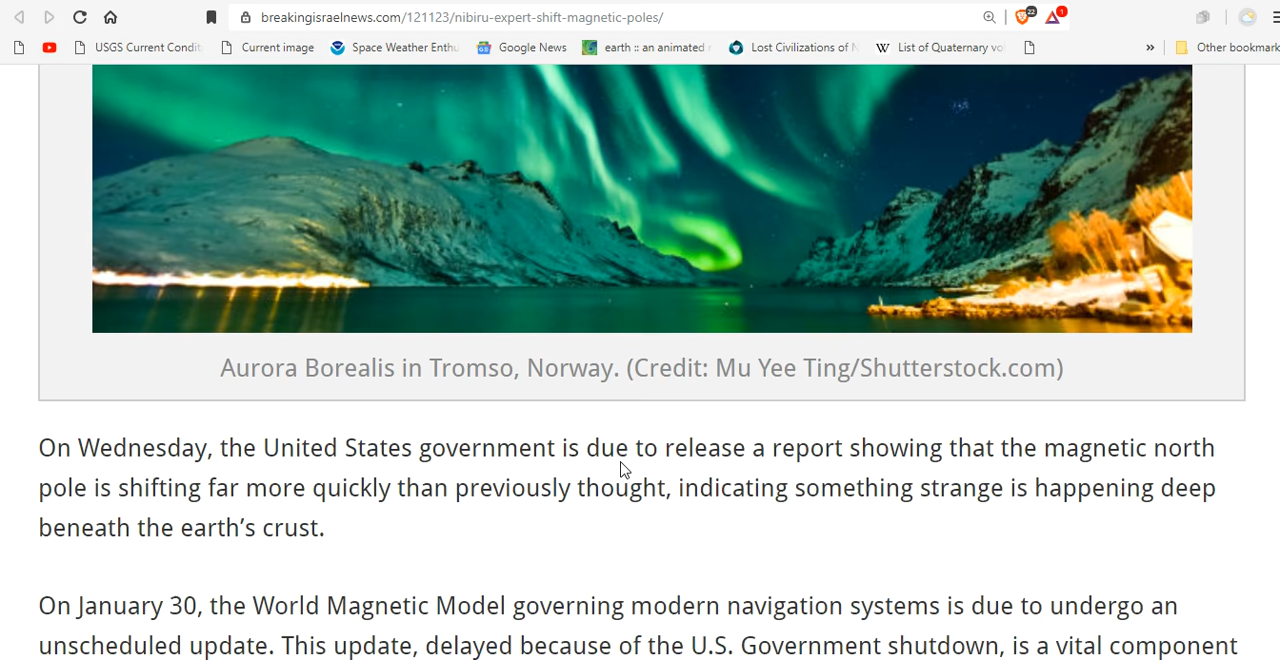 breakingisraelnews.com/121123/nibiru-expert-shift-magnetic-poles/
22
1
USGS Current Condit
Current image
Space Weather Enthu
Google News
earth :: an animated
Lost Civilizations of N
W List of Quaternary vo
»
Other bookmark
Aurora Borealis in Tromso, Norway. (Credit: Mu Yee Ting/Shutterstock.com)
On Wednesday, the United States government is due to release a report showing that the magnetic north
pole is shifting far more quickly than previously thought, indicating something strange is happening deep
beneath the earth’s crust.
On January 30, the World Magnetic Model governing modern navigation systems is due to undergo an
unscheduled update. This update, delayed because of the U.S. Government shutdown, is a vital component